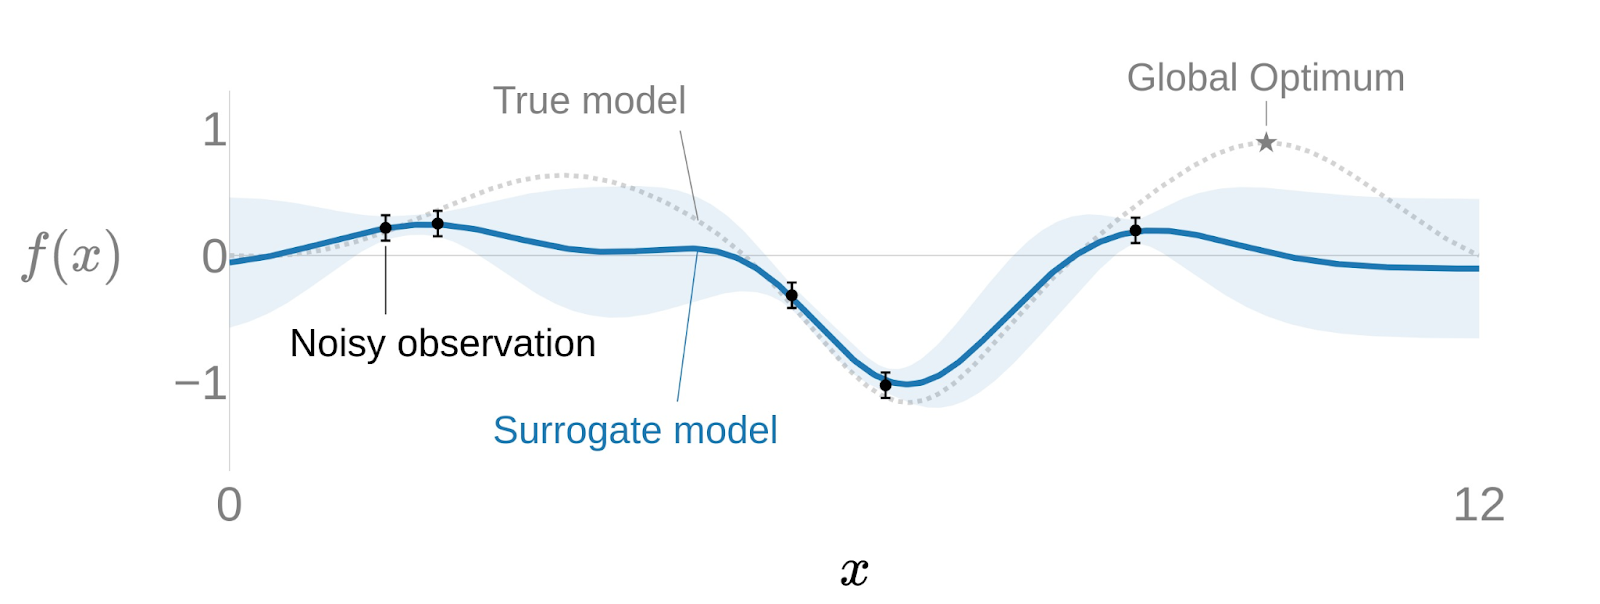 Global Optimum
True model
1
f(x)
0
Noisy observation
−1
Surrogate model
0
12
x